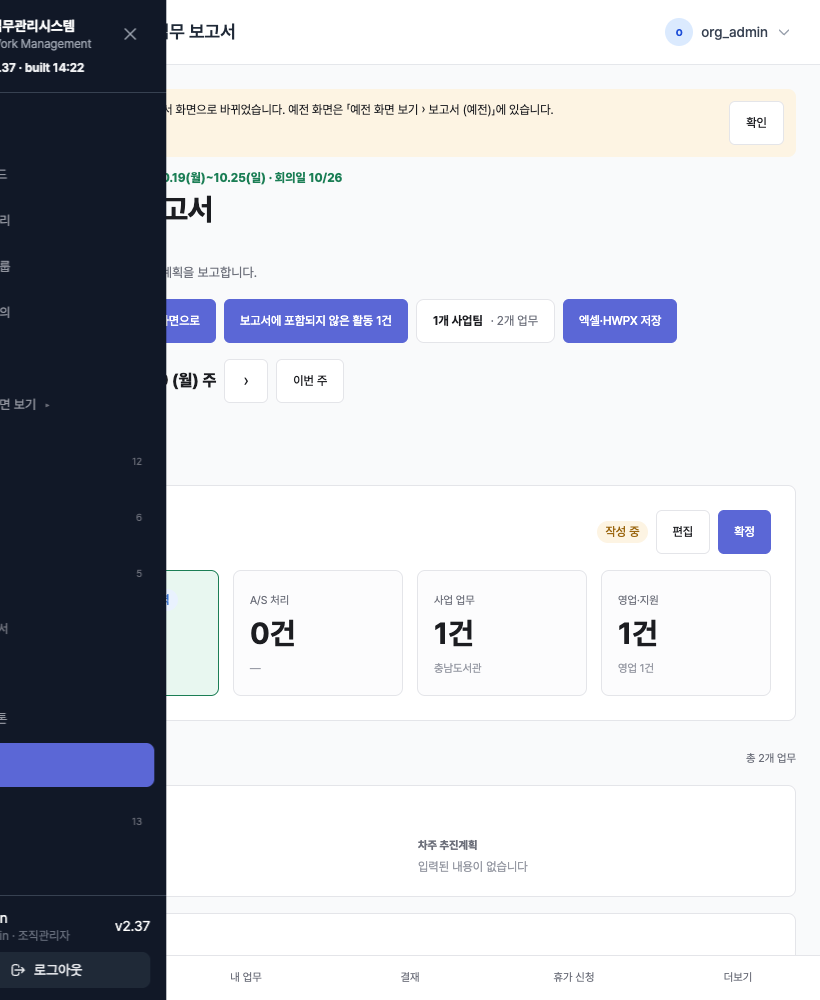 무관리시스템
ork Management
.37 · built 14:22
드
리
룹
의
면 보기 ▸
12
6
5
서
톤
13
n
in · 조직관리자
v2.37
로그아웃
무 보고서
o org_admin
서 화면으로 바뀌었습니다. 예전 화면은 「예전 화면 보기 › 보고서 (예전)」에 있습니다.
확인
0.19(월)~10.25(일) · 회의일 10/26
고서
계획을 보고합니다.
화면으로
보고서에 포함되지 않은 활동 1건
1개 사업팀 · 2개 업무
엑셀·HWPX 저장
(월) 주
›
이번 주
작성 중
편집
확정
A/S 처리
0건
—
사업 업무
1건
충남도서관
영업·지원
1건
영업 1건
총 2개 업무
차주 추진계획
입력된 내용이 없습니다
내 업무
결재
휴가 신청
더보기